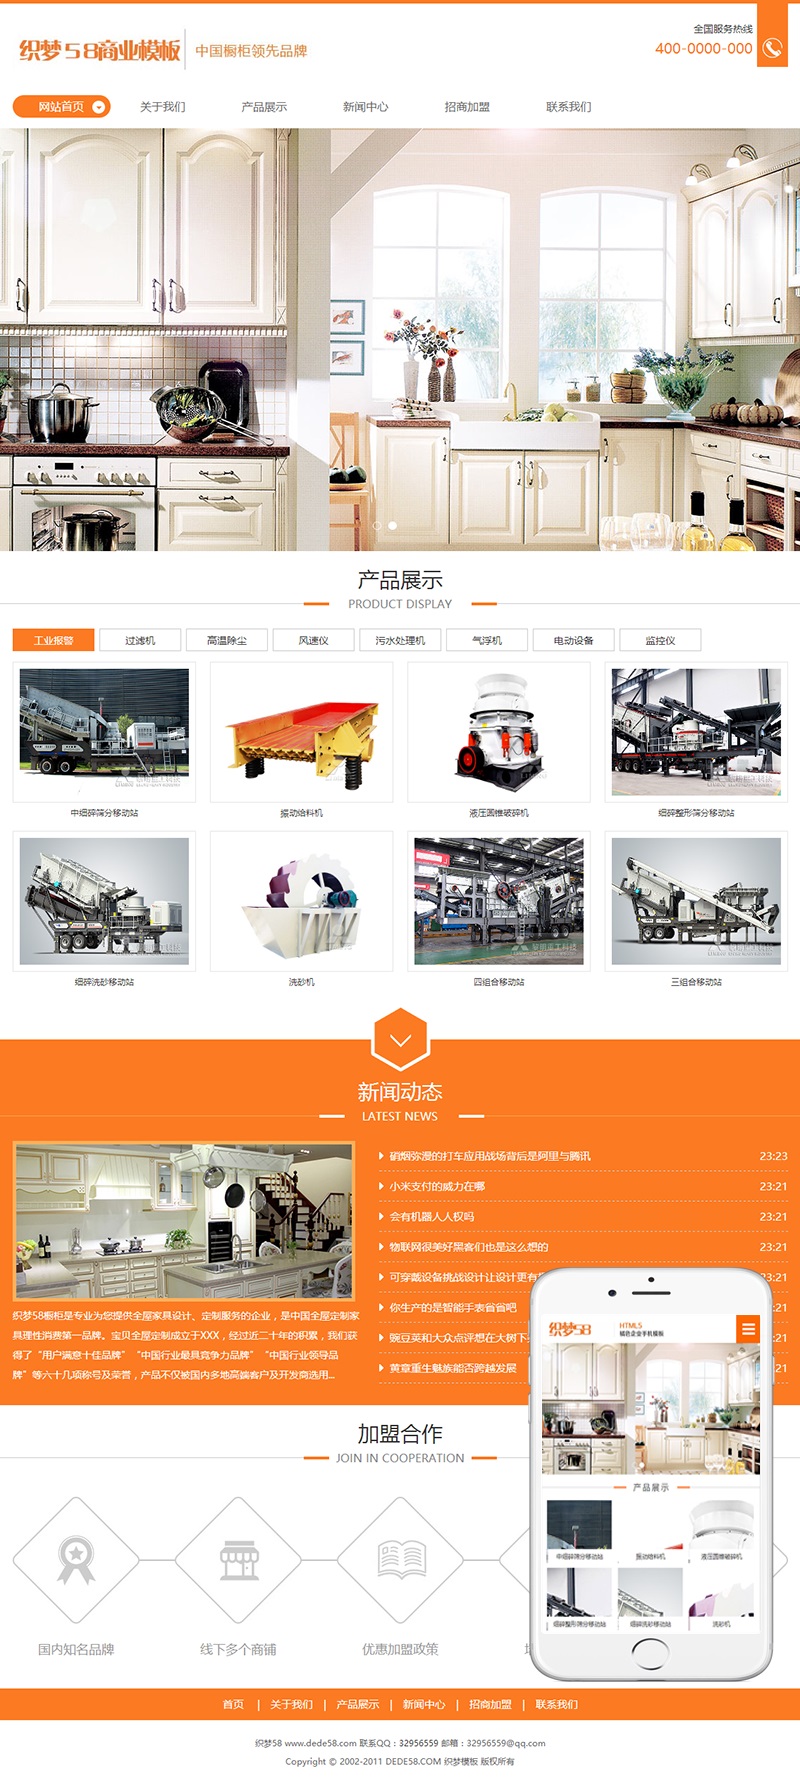 全国服务热线
织梦58商业模板
中国橱柜领先品牌
400-0000-000
网站首页 关于我们 产品展示 新闻中心 招商加盟 联系我们
产品展示
PRODUCT DISPLAY
工业报警 过滤机 高温除尘 风速仪 污水处理机 气浮机 电动设备 监控仪
中细碎筛分移动站 振动给料机 液压圆锥破碎机 细碎整形筛分移动站
细碎洗砂移动站 洗砂机 四组合移动站 三组合移动站
新闻动态
LATEST NEWS
硝烟弥漫的打车应用战场背后是阿里与腾讯 23:23
小米支付的威力在哪 23:21
会有机器人人权吗 23:21
物联网很美好黑客们也是这么想的 23:21
可穿戴设备挑战设计让设计更有 23:21
你生产的是智能手表省省吧
豌豆荚和大众点评想在大树下
黄章重生魅族能否跨越发展
织梦58橱柜是专业为您提供全屋家具设计、定制服务的企业，是中国全屋定制家
具理性消费第一品牌。宝贝全屋定制成立于XXX，经过近二十年的积累，我们获
得了“用户满意十佳品牌” “中国行业最具竞争力品牌” “中国行业领导品
牌”等六十几项称号及荣誉，产品不仅被国内多地高端客户及开发商选用...
加盟合作
JOIN IN COOPERATION
国内知名品牌 线下多个商铺 优惠加盟政策
织梦58
HTML5
橘色企业手机模板
产品展示
中细碎筛分移动站 振动给料机 液压圆锥破碎机
细碎整形筛分移动站 细碎洗砂移动站 洗砂机
首页 | 关于我们 | 产品展示 | 新闻中心 | 招商加盟 | 联系我们
织梦58 www.dede58.com 联系QQ：32956559 邮箱：32956559@qq.com
Copyright © 2002-2011 DEDE58.COM 织梦模板 版权所有